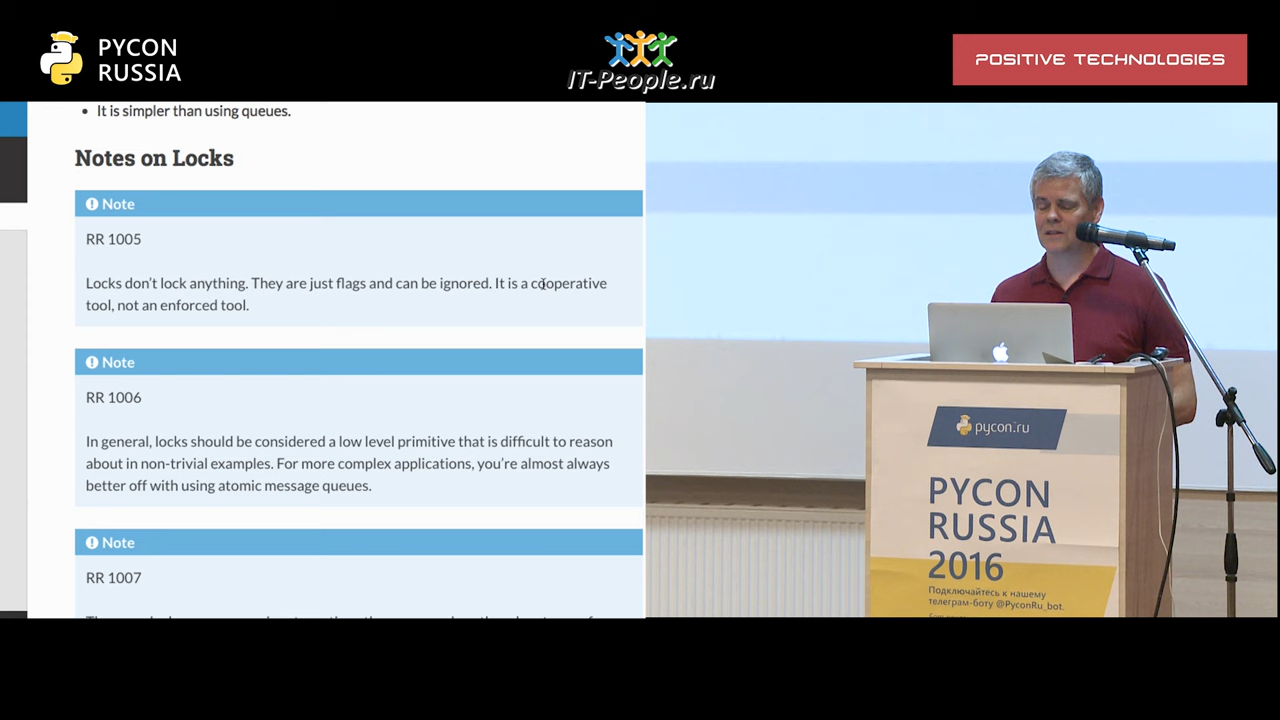 PYCON
RUSSIA
IT-People.ru
POSITIVE TECHNOLOGIES
It is simpler than using queues.
Notes on Locks
Note
RR 1005
Locks don't lock anything. They are just flags and can be ignored. It is a cooperative
tool, not an enforced tool.
Note
RR 1006
In general, locks should be considered a low level primitive that is difficult to reason
about in non-trivial examples. For more complex applications, you're almost always
better off with using atomic message queues.
Note
RR 1007
pycon.ru
PYCON
RUSSIA
2016
Подключайтесь к нашему
телеграм-боту @PyconRu_bot.